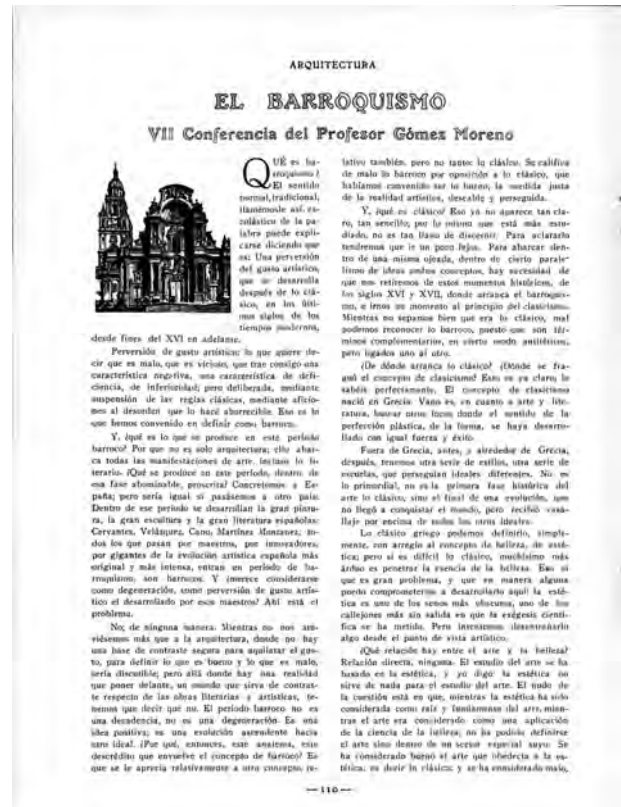 ARQUITECTURA
EL BARROQUISMO
VII Conferencia del Profesor Gómez Moreno
QUÉ es ba-
rroquismo?
El sentido
normal, tradicional,
llamémosle así, es-
colástico de la pa-
labra puede expli-
carse diciendo que
es: Una perversión
del gusto artístico,
que se desarrolla
después de lo clá-
sico, en los últi-
mos siglos de los
tiempos modernos,
desde fines del XVI en adelante.
Perversión de gusto artístico; lo que quiere de-
cir que es malo, que es vicioso, que trae consigo una
característica negativa, una característica de defi-
ciencia, de inferioridad; pero deliberada, mediante
suspensión de las reglas clásicas, mediante aficio-
nes al desorden que lo hacé aborrecible. Eso es lo
que hemos convenido en definir como barroco.
Y, ¿qué es lo que se produce en este período
barroco? Por que no es solo arquitectura; ello abar-
ca todas las manifestaciones de arte, incluso lo li-
terario. ¿Qué se produce en este período, dentro de
esa fase abominable, proscrita? Concretemos a Es-
paña; pero sería igual si pasásemos a otro país.
Dentro de ese período se desarrollan la gran pintu-
ra, la gran escultura y la gran literatura españolas:
Cervantes, Velázquez, Cano, Martínez Montañez, to-
dos los que pasan por maestros, por innovadores,
por gigantes de la evolución artística española más
original y más intensa, entran en período de ba-
rroquismo, son barrocos. Y ¿merece considerarse
como degeneración, como perversión de gusto artís-
tico el desarrollado por esos maestros? Ahí está el
problema.
No; de ninguna manera. Mientras no nos atu-
viésemos más que a la arquitectura, donde no hay
una base de contraste segura para aquilatar el gus-
to, para definir lo que es bueno y lo que es malo,
sería discutible; pero allá donde hay una realidad
que poner delante, un mundo que sirva de contras-
te respecto de las obras literarias y artísticas, te-
nemos que decir que no. El período barroco no es
una decadencia, no es una degeneración. Es una
idea positiva; es una evolución ascendente hacia
otro ideal. ¿Por qué, entonces, este anatema, este
descrédito que envuelve el concepto de barroco? Es
que se le aprecia relativamente a otro concepto, re-
lativo también, pero no tanto: lo clásico. Se califica
de malo lo barroco por oposición a lo clásico, que
habíamos convenido ser lo bueno, la medida justa
de la realidad artística, deseable y perseguida.
Y, ¿qué es clásico? Eso ya no aparece tan cla-
ro, tan sencillo; por lo mismo que está más estu-
diado, no es tan llano de discernir. Para aclararlo
tendremos que ir un poco lejos. Para abarcar den-
tro de una misma ojeada, dentro de cierto parale-
lismo de ideas ambos conceptos, hay necesidad de
que nos retiremos de estos momentos históricos, de
los siglos XVI y XVII, donde arranca el barroquis-
mo, e irnos un momento al principio del clasicismo.
Mientras no sepamos bien que era lo clásico, mal
podemos reconocer lo barroco, puesto que son tér-
minos complementarios, en cierto modo antitéticos,
pero ligados uno al otro.
¿De dónde arranca lo clásico? ¿Dónde se fra-
guó el concepto de clasicismo? Esto es ya claro; lo
sabéis perfectamente. El concepto de clasicismo
nació en Grecia. Vano es, en cuanto a arte y lite-
ratura, buscar otros focos donde el sentido de la
perfección plástica, de la forma, se haya desarro-
llado con igual fuerza y éxito.
Fuera de Grecia, antes, y alrededor de Grecia,
después, tenemos otra serie de estilos, otra serie de
escuelas, que perseguían ideales diferentes. No es
lo primordial, no es la primera fase histórica del
arte lo clásico, sino el final de una evolución, que
no llegó a conquistar el mundo, pero recibió vasa-
llaje por encima de todos los otros ideales.
Lo clásico griego podemos definirlo, simple-
mente, con arreglo al concepto de belleza, de esté-
tica; pero si es difícil lo clásico, muchísimo más
arduo es penetrar la esencia de la belleza. Eso sí
que es gran problema, y que en manera alguna
puedo comprometerme a desarrollarlo aquí; la esté-
tica es uno de los senos más obscuros, uno de los
callejones más sin salida en que la exégesis cientí-
fica se ha metido. Pero intentemos desentrañarlo
algo desde el punto de vista artístico.
¿Qué relación hay entre el arte y la belleza?
Relación directa, ninguna. El estudio del arte se ha
basado en la estética, y yo digo: la estética no
sirve de nada para el estudio del arte. El nudo de
la cuestión está en que, mientras la estética ha sido
considerada como raíz y fundamento del arte, mien-
tras el arte era considerado como una aplicación
de la ciencia de la belleza, no ha podido definirse
el arte sino dentro de un sector especial suyo. Se
ha considerado bueno el arte que obedecía a la es-
tética, es decir lo clásico; y se ha considerado malo,
— 110 —